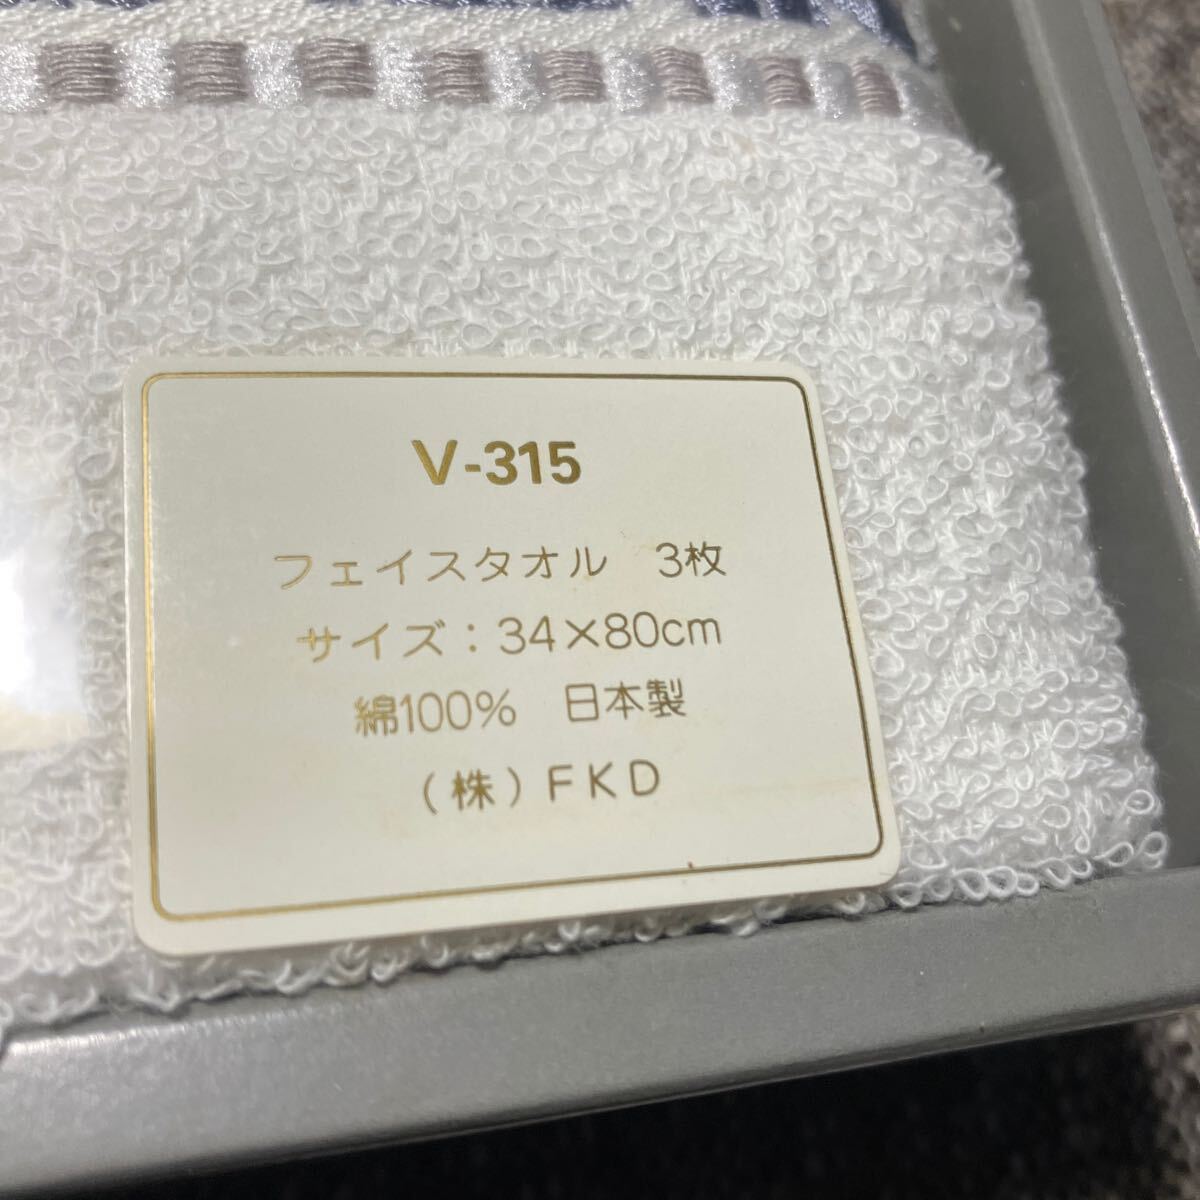 V-315
フェイスタオル　3枚
サイズ：34×80cm
綿100%　日本製
（株）FKD